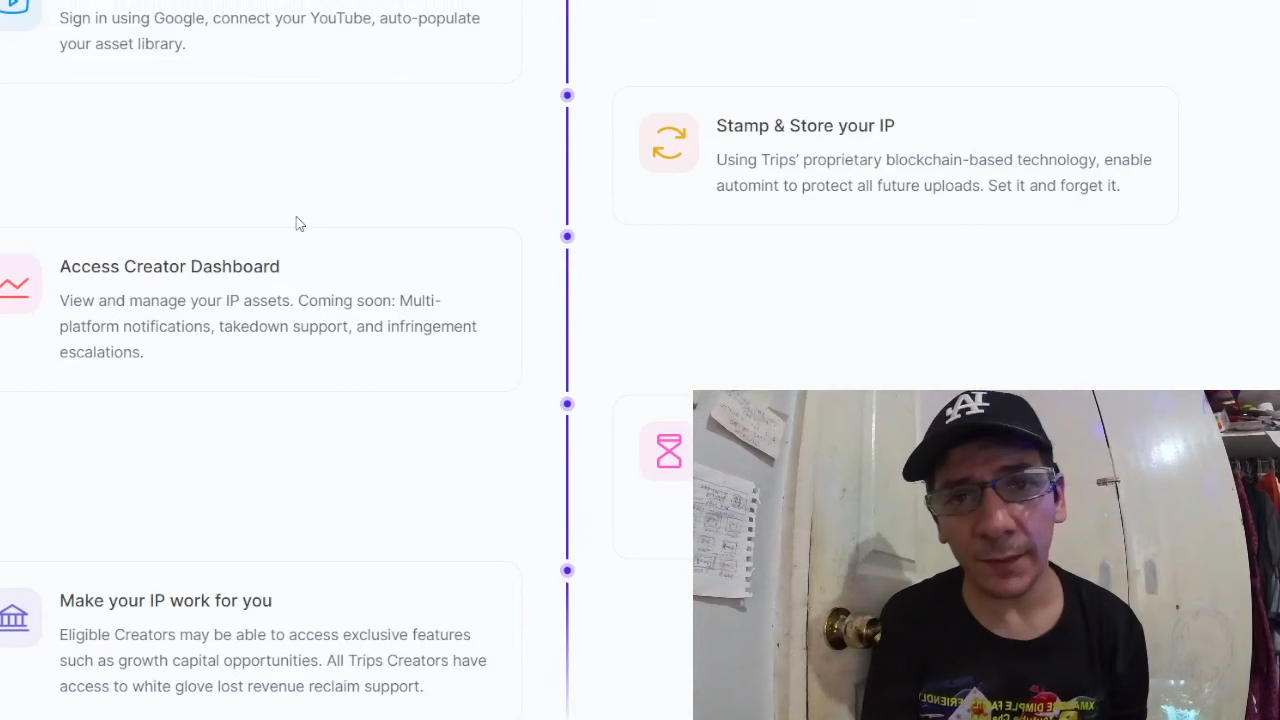 Sign in using Google, connect your YouTube, auto-populate
your asset library.
Stamp & Store your IP
Using Trips’ proprietary blockchain-based technology, enable
automint to protect all future uploads. Set it and forget it.
Access Creator Dashboard
View and manage your IP assets. Coming soon: Multi-
platform notifications, takedown support, and infringement
escalations.
Make your IP work for you
Eligible Creators may be able to access exclusive features
such as growth capital opportunities. All Trips Creators have
access to white glove lost revenue reclaim support.
AI